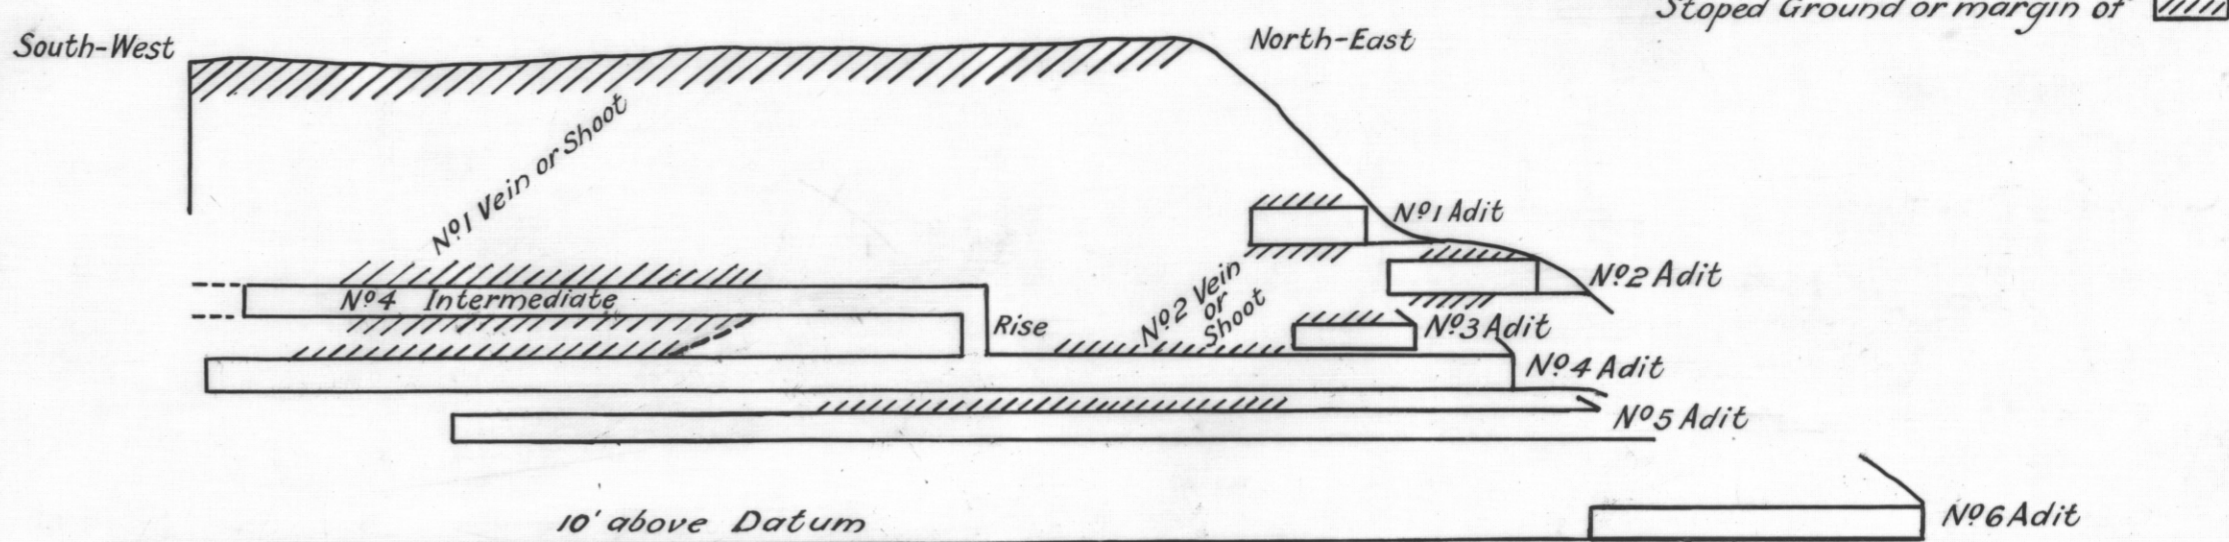 Stoped Ground or margin of
South-West
North-East
Nº1 Vein or Shoot
Nº1 Adit
Nº2 Vein
or
Shoot
Nº2 Adit
Nº4 Intermediate
Rise
Nº3 Adit
Nº4 Adit
Nº5 Adit
10' above Datum
Nº6 Adit